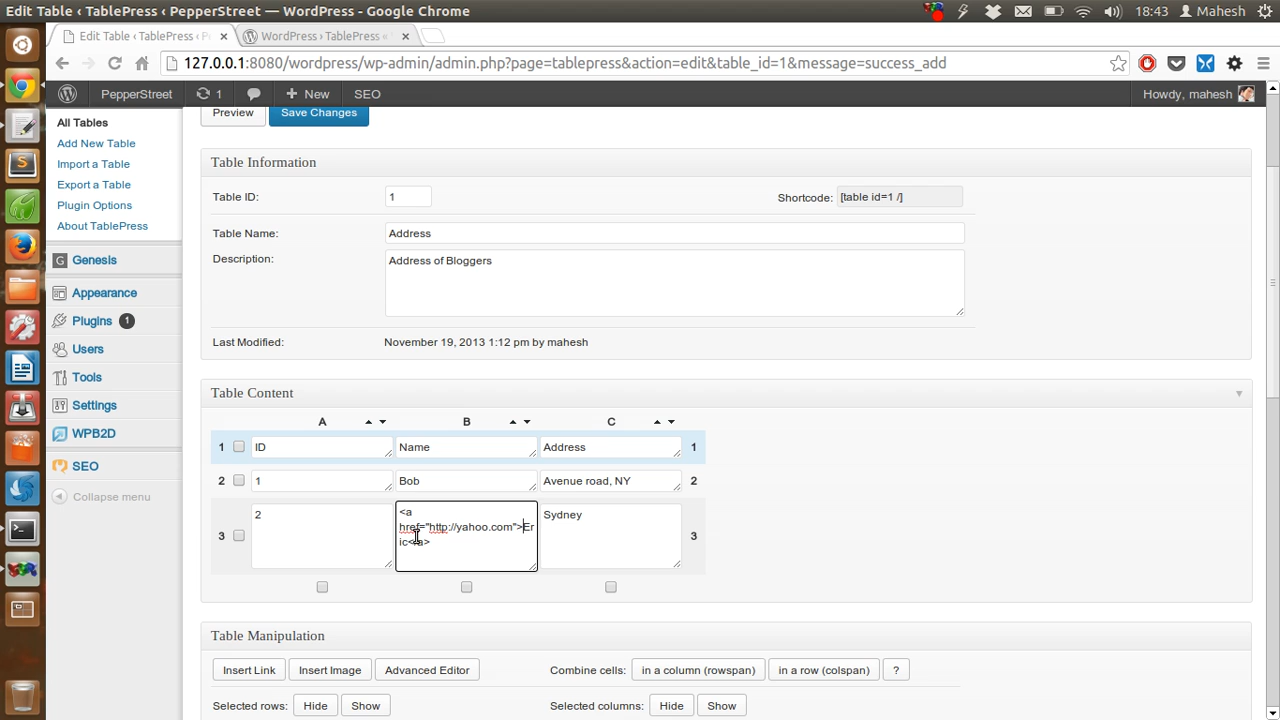 Edit Table ‹ TablePress ‹ PepperStreet — WordPress - Google Chrome
18:43 Mahesh
Edit Table ‹ TablePress ‹ P
WordPress › TablePress «
127.0.0.1:8080/wordpress/wp-admin/admin.php?page=tablepress&action=edit&table_id=1&message=success_add
PepperStreet 1 + New SEO
Howdy, mahesh
All Tables
Add New Table
Import a Table
Export a Table
Plugin Options
About TablePress
Genesis
Appearance
Plugins 1
Users
Tools
Settings
WPB2D
SEO
Collapse menu
Preview Save Changes
Table Information
Table ID: 1 Shortcode: [table id=1 /]
Table Name: Address
Description: Address of Bloggers
Last Modified: November 19, 2013 1:12 pm by mahesh
Table Content
A B C
1 ID Name Address 1
2 1 Bob Avenue road, NY 2
3 2 <a Sydney 3
href="http://yahoo.com">Er
ic</a>
Table Manipulation
Insert Link Insert Image Advanced Editor Combine cells: in a column (rowspan) in a row (colspan) ?
Selected rows: Hide Show Selected columns: Hide Show